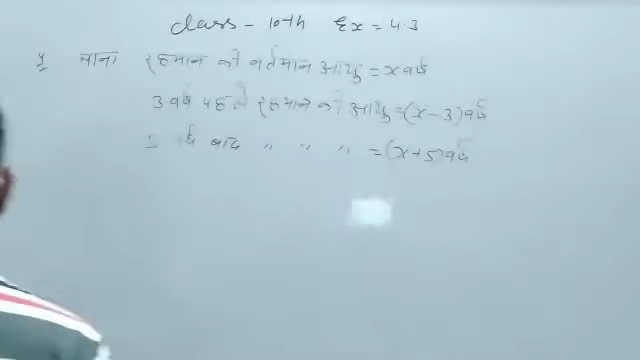 class - 10th Ex = 4.3
माना रहमान की वर्तमान आयु = x वर्ष
3 वर्ष पहले रहमान की आयु = (x - 3) वर्ष
5 वर्ष बाद " " " = (x + 5) वर्ष